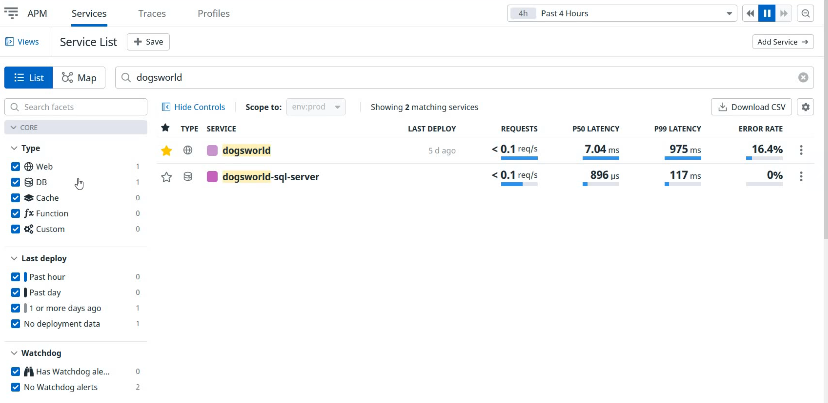 APM Services Traces Profiles 4h Past 4 Hours
Views Service List + Save Add Service →
List Map dogsworld
Search facets Hide Controls Scope to: env:prod Showing 2 matching services Download CSV
CORE TYPE SERVICE LAST DEPLOY REQUESTS P50 LATENCY P99 LATENCY ERROR RATE
Type dogsworld 5d ago < 0.1 req/s 7.04 ms 975 ms 16.4%
Web 1
DB 1 dogsworld-sql-server < 0.1 req/s 896 µs 117 ms 0%
Cache 0
Function 0
Custom 0
Last deploy
Past hour 0
Past day 0
1 or more days ago 1
No deployment data 1
Watchdog
Has Watchdog ale... 0
No Watchdog alerts 2